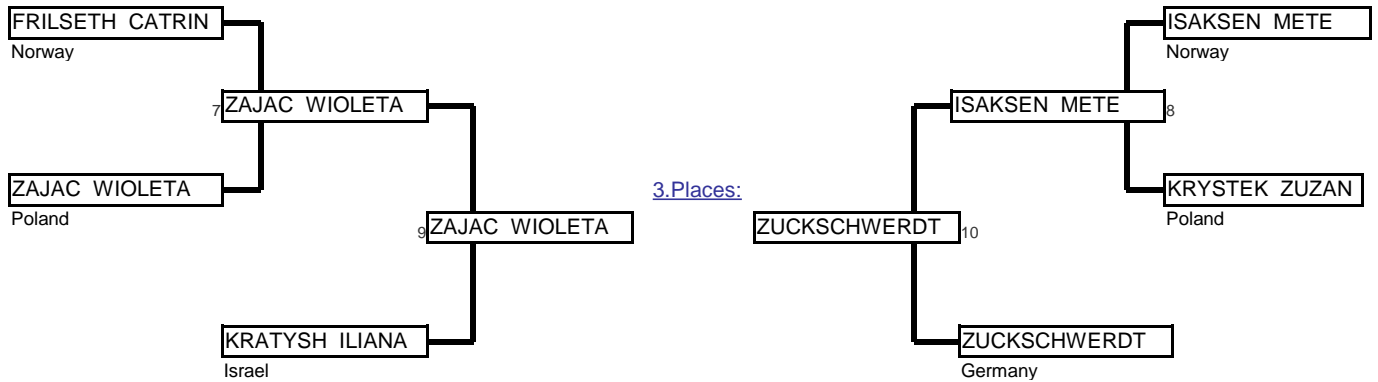 FRILSETH CATRIN
Norway
7 ZAJAC WIOLETA
ZAJAC WIOLETA
Poland
9 ZAJAC WIOLETA
KRATYSH ILIANA
Israel
3.Places:
ISAKSEN METE
Norway
ISAKSEN METE 8
KRYSTEK ZUZAN
Poland
ZUCKSCHWERDT 10
ZUCKSCHWERDT
Germany